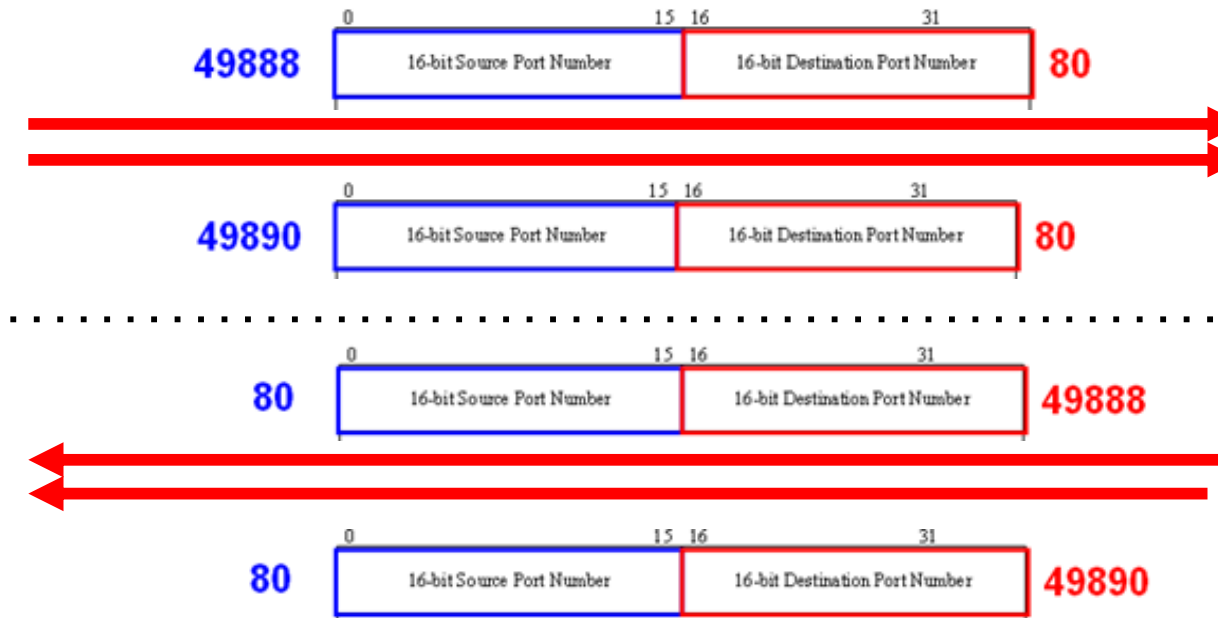 0 15 16 31
49888 16-bit Source Port Number 16-bit Destination Port Number 80
0 15 16 31
49890 16-bit Source Port Number 16-bit Destination Port Number 80
0 15 16 31
80 16-bit Source Port Number 16-bit Destination Port Number 49888
0 15 16 31
80 16-bit Source Port Number 16-bit Destination Port Number 49890